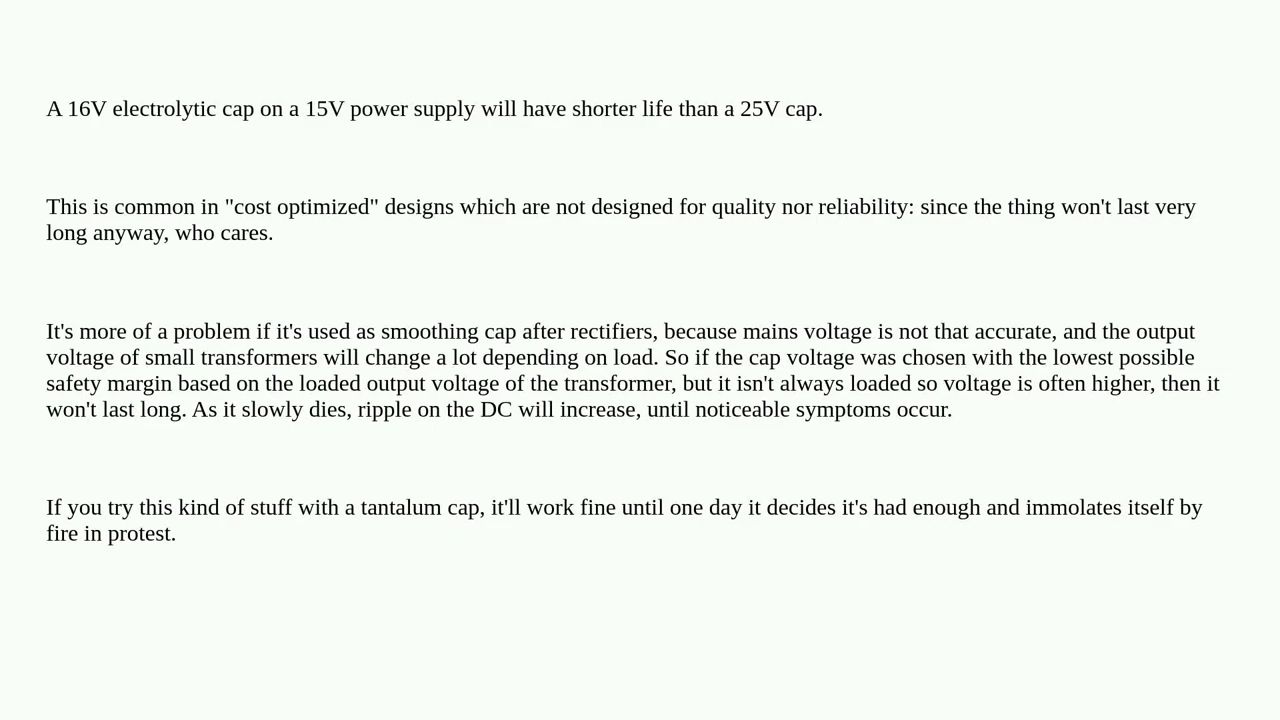 A 16V electrolytic cap on a 15V power supply will have shorter life than a 25V cap.
This is common in "cost optimized" designs which are not designed for quality nor reliability: since the thing won't last very
long anyway, who cares.
It's more of a problem if it's used as smoothing cap after rectifiers, because mains voltage is not that accurate, and the output
voltage of small transformers will change a lot depending on load. So if the cap voltage was chosen with the lowest possible
safety margin based on the loaded output voltage of the transformer, but it isn't always loaded so voltage is often higher, then it
won't last long. As it slowly dies, ripple on the DC will increase, until noticeable symptoms occur.
If you try this kind of stuff with a tantalum cap, it'll work fine until one day it decides it's had enough and immolates itself by
fire in protest.